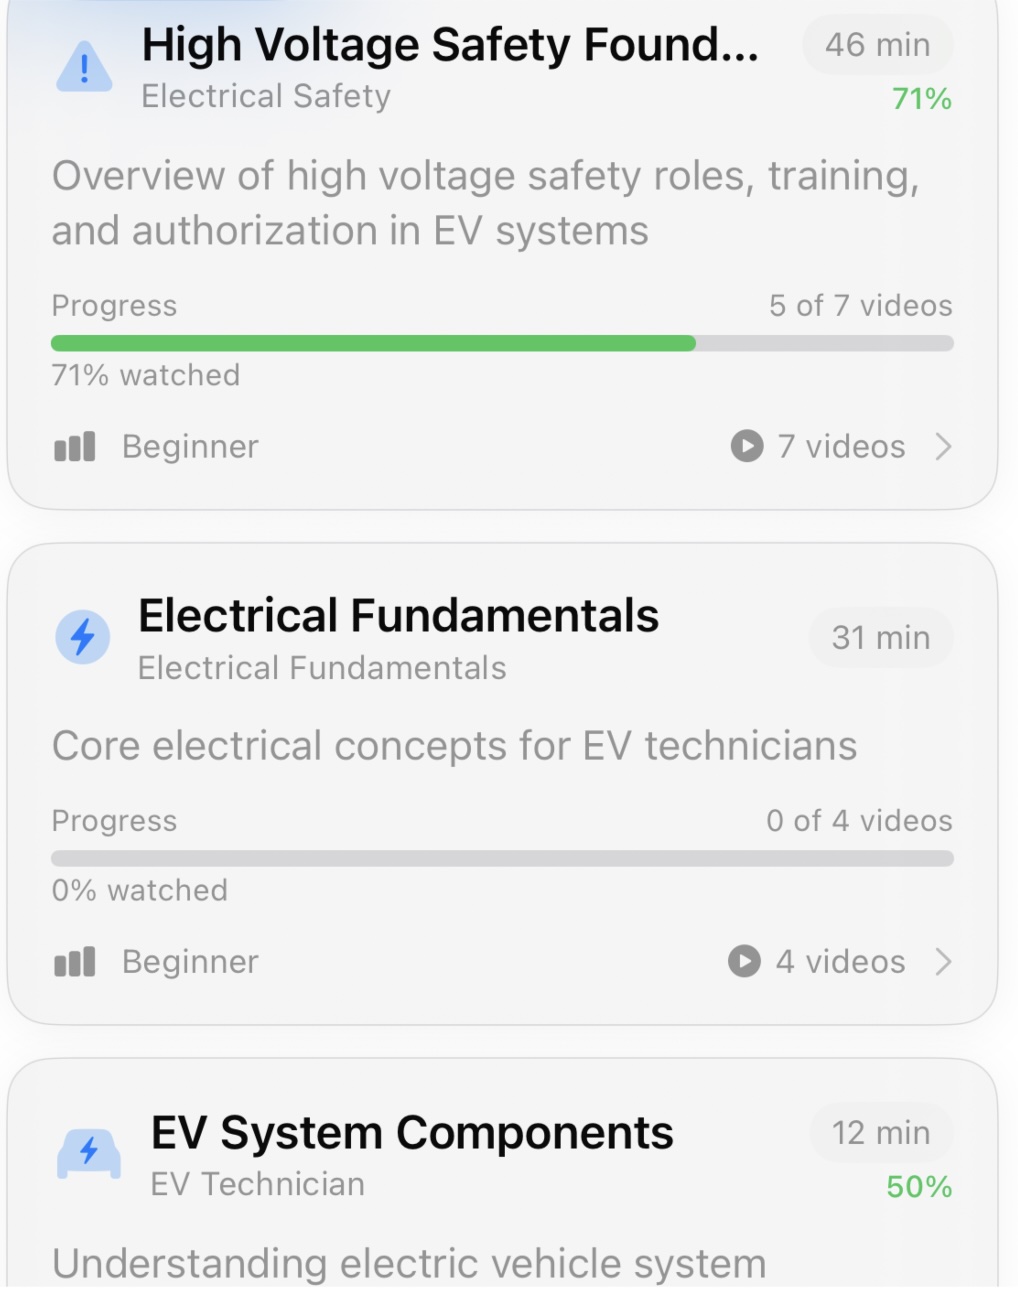 High Voltage Safety Found...
46 min
Electrical Safety
71%
Overview of high voltage safety roles, training,
and authorization in EV systems
Progress
5 of 7 videos
71% watched
Beginner
7 videos
Electrical Fundamentals
31 min
Electrical Fundamentals
Core electrical concepts for EV technicians
Progress
0 of 4 videos
0% watched
Beginner
4 videos
EV System Components
12 min
EV Technician
50%
Understanding electric vehicle system